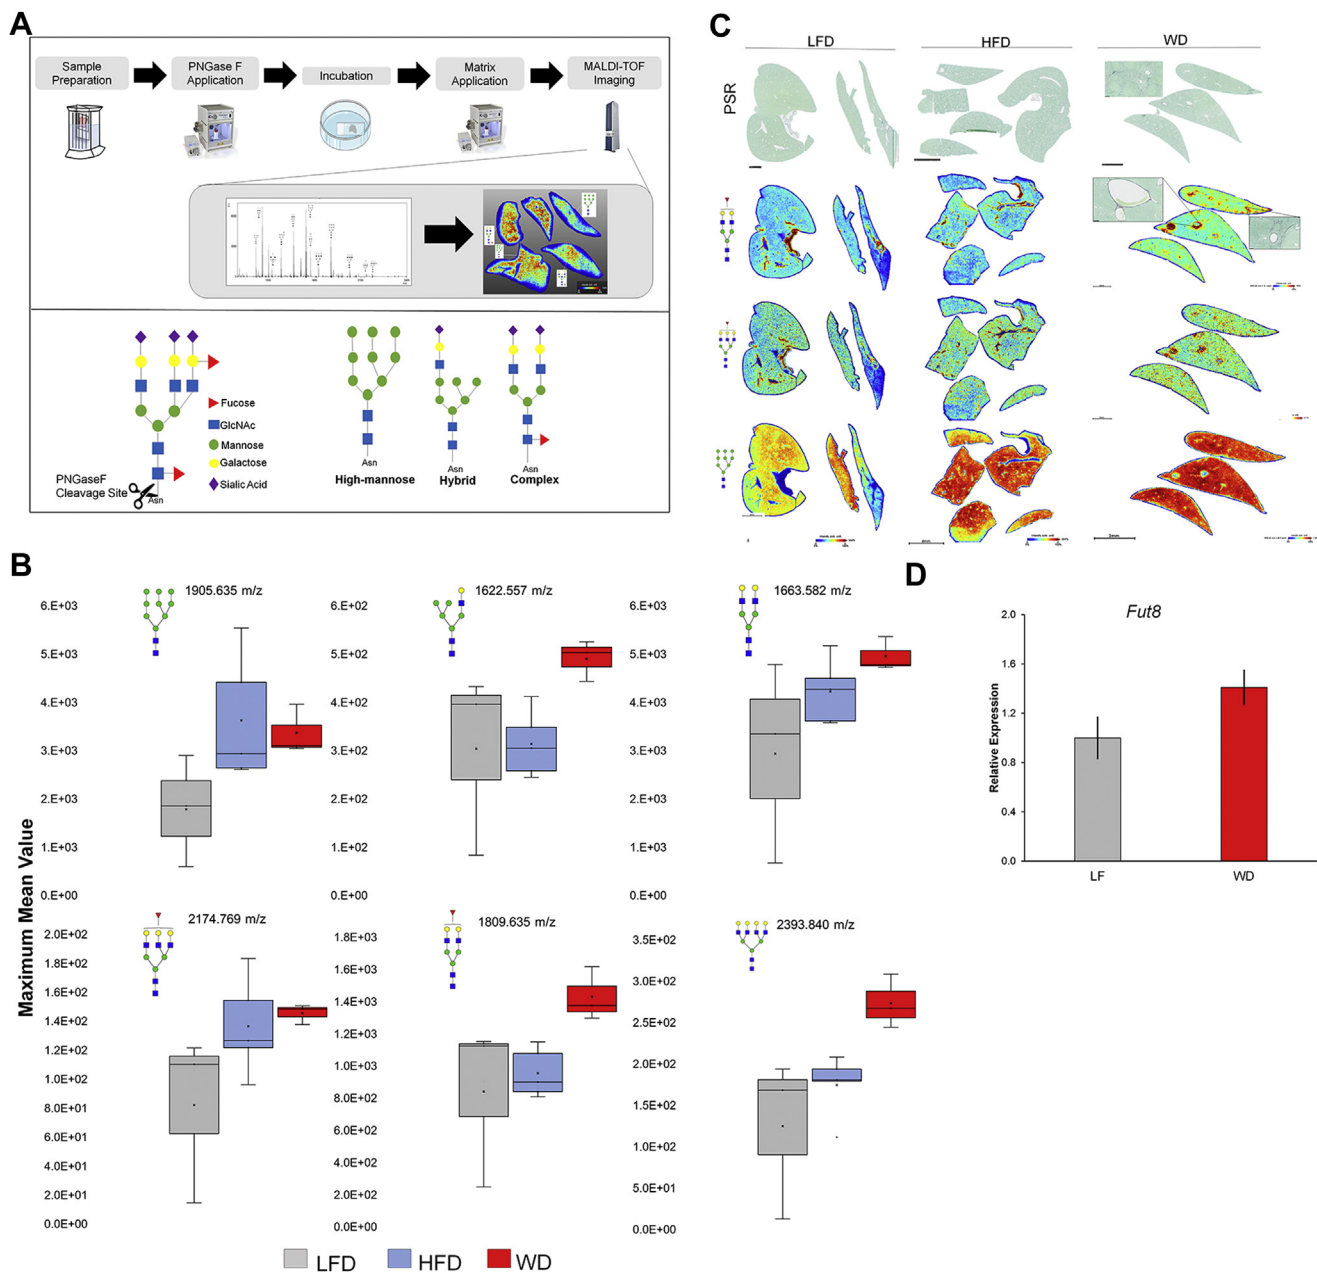 A
Sample
Preparation
PNGase F
Application
Incubation
Matrix
Application
MALDI-TOF
Imaging
Fucose
GlcNAc
Mannose
Galactose
Sialic Acid
PNGaseF
Cleavage Site
Asn
Asn
High-mannose
Asn
Hybrid
Asn
Complex
B
Maximum Mean Value
1905.635 m/z
6.E+03
5.E+03
4.E+03
3.E+03
2.E+03
1.E+03
0.E+00
1622.557 m/z
6.E+02
5.E+02
4.E+02
3.E+02
2.E+02
1.E+02
0.E+00
1663.582 m/z
6.E+03
5.E+03
4.E+03
3.E+03
2.E+03
1.E+03
0.E+00
2174.769 m/z
2.0E+02
1.8E+02
1.6E+02
1.4E+02
1.2E+02
1.0E+02
8.0E+01
6.0E+01
4.0E+01
2.0E+01
0.0E+00
1809.635 m/z
1.8E+03
1.6E+03
1.4E+03
1.2E+03
1.0E+03
8.0E+02
6.0E+02
4.0E+02
2.0E+02
0.0E+00
2393.840 m/z
3.5E+02
3.0E+02
2.5E+02
2.0E+02
1.5E+02
1.0E+02
5.0E+01
0.0E+00
LFD
HFD
WD
C
LFD
HFD
WD
PSR
D
Fut8
Relative Expression
2.0
1.6
1.2
0.8
0.4
0.0
LF
WD